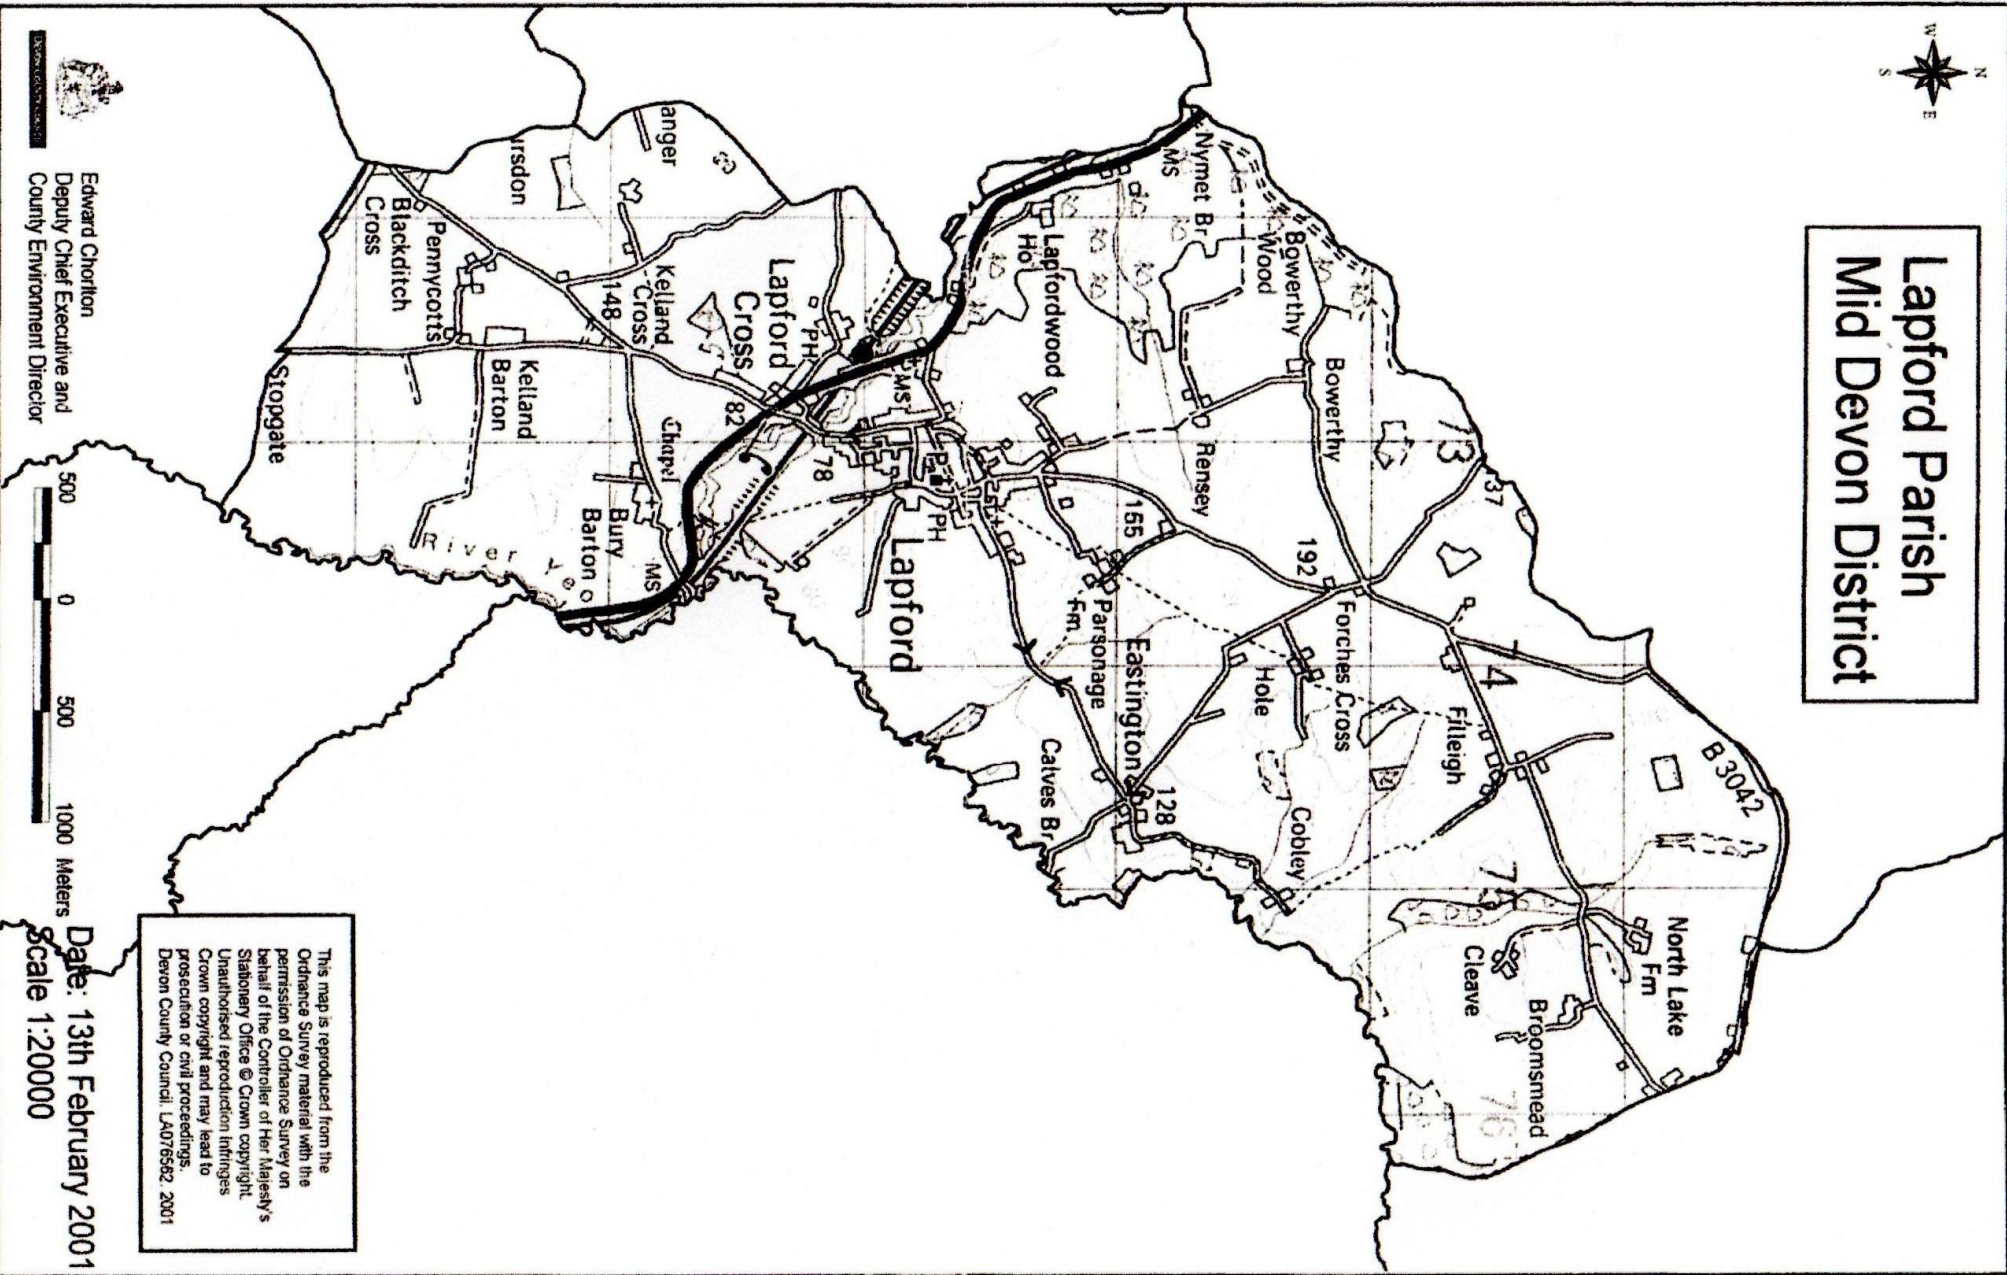 Lapford Parish
Mid Devon District
N
W
E
S
B 3042
North Lake
Fm
Broomsmead
Cleave
73
37
74
75
76
Filleigh
Forches Cross
192
Hole
Cobley
Bowerthy
Bowerthy
Wood
Nymet Br
MS
Rensey
155
Parsonage
Fm
Eastington
128
Calves Br
Lapfordwood
Lapfordwood
Ho
MS
PH
PH
Lapford
78
82
Lapford
Cross
Kelland
Cross
148
anger
rsdon
Pennycotts
Blackditch
Cross
Kelland
Barton
Chapel
Bury
Barton
MS
River Yeo
Stopgate
DEVON COUNTY COUNCIL
Edward Chorlton
Deputy Chief Executive and
County Environment Director
500 0 500 1000 Meters
This map is reproduced from the
Ordnance Survey material with the
permission of Ordnance Survey on
behalf of the Controller of Her Majesty's
Stationery Office © Crown copyright.
Unauthorised reproduction infringes
Crown copyright and may lead to
prosecution or civil proceedings.
Devon County Council. LA076562. 2001
Date: 13th February 2001
Scale 1:20000